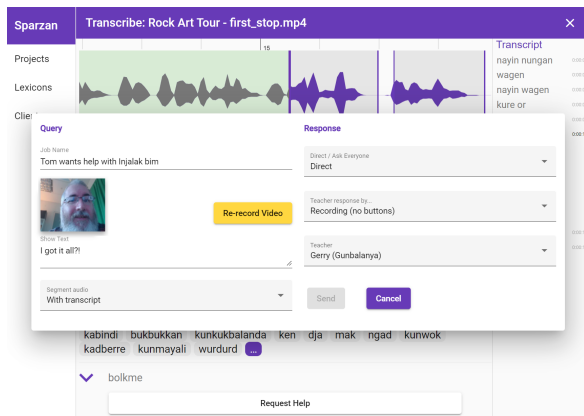 Sparzan
Transcribe: Rock Art Tour - first_stop.mp4
Projects
Lexicons
15
Transcript
nayin nungan
wagen
nayin wagen
kure or
Query
Job Name
Tom wants help with Injalak bim
Re-record Video
Show Text
I got it all?!
Segment audio
With transcript
Response
Direct / Ask Everyone
Direct
Teacher response by...
Recording (no buttons)
Teacher
Gerry (Gunbalanya)
Send
Cancel
kabindi bukbukkan kunkukbalanda ken dja mak ngad kunwok
kadberre kunmayali wurdurd ...
bolkme
Request Help